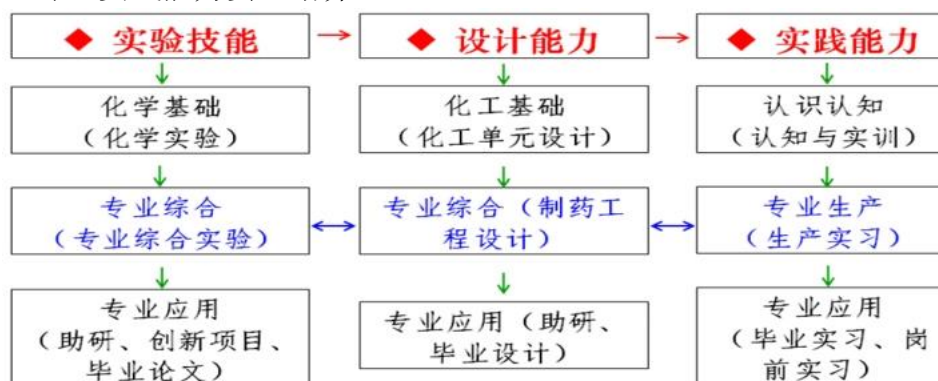 ◆ 实验技能
◆ 设计能力
◆ 实践能力
化学基础
（化学实验）
化工基础
（化工单元设计）
认识认知
（认知与实训）
专业综合
（专业综合实验）
专业综合（制药工
程设计）
专业生产
（生产实习）
专业应用
（助研、创新项目、
毕业论文）
专业应用（助研、
毕业设计）
专业应用
（毕业实习、岗
前实习）